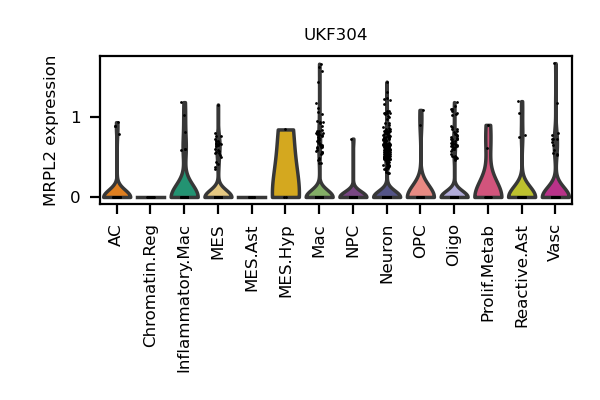 UKF304
MRPL2 expression
1
0
AC
Chromatin.Reg
Inflammatory.Mac
MES
MES.Ast
MES.Hyp
Mac
NPC
Neuron
OPC
Oligo
Prolif.Metab
Reactive.Ast
Vasc